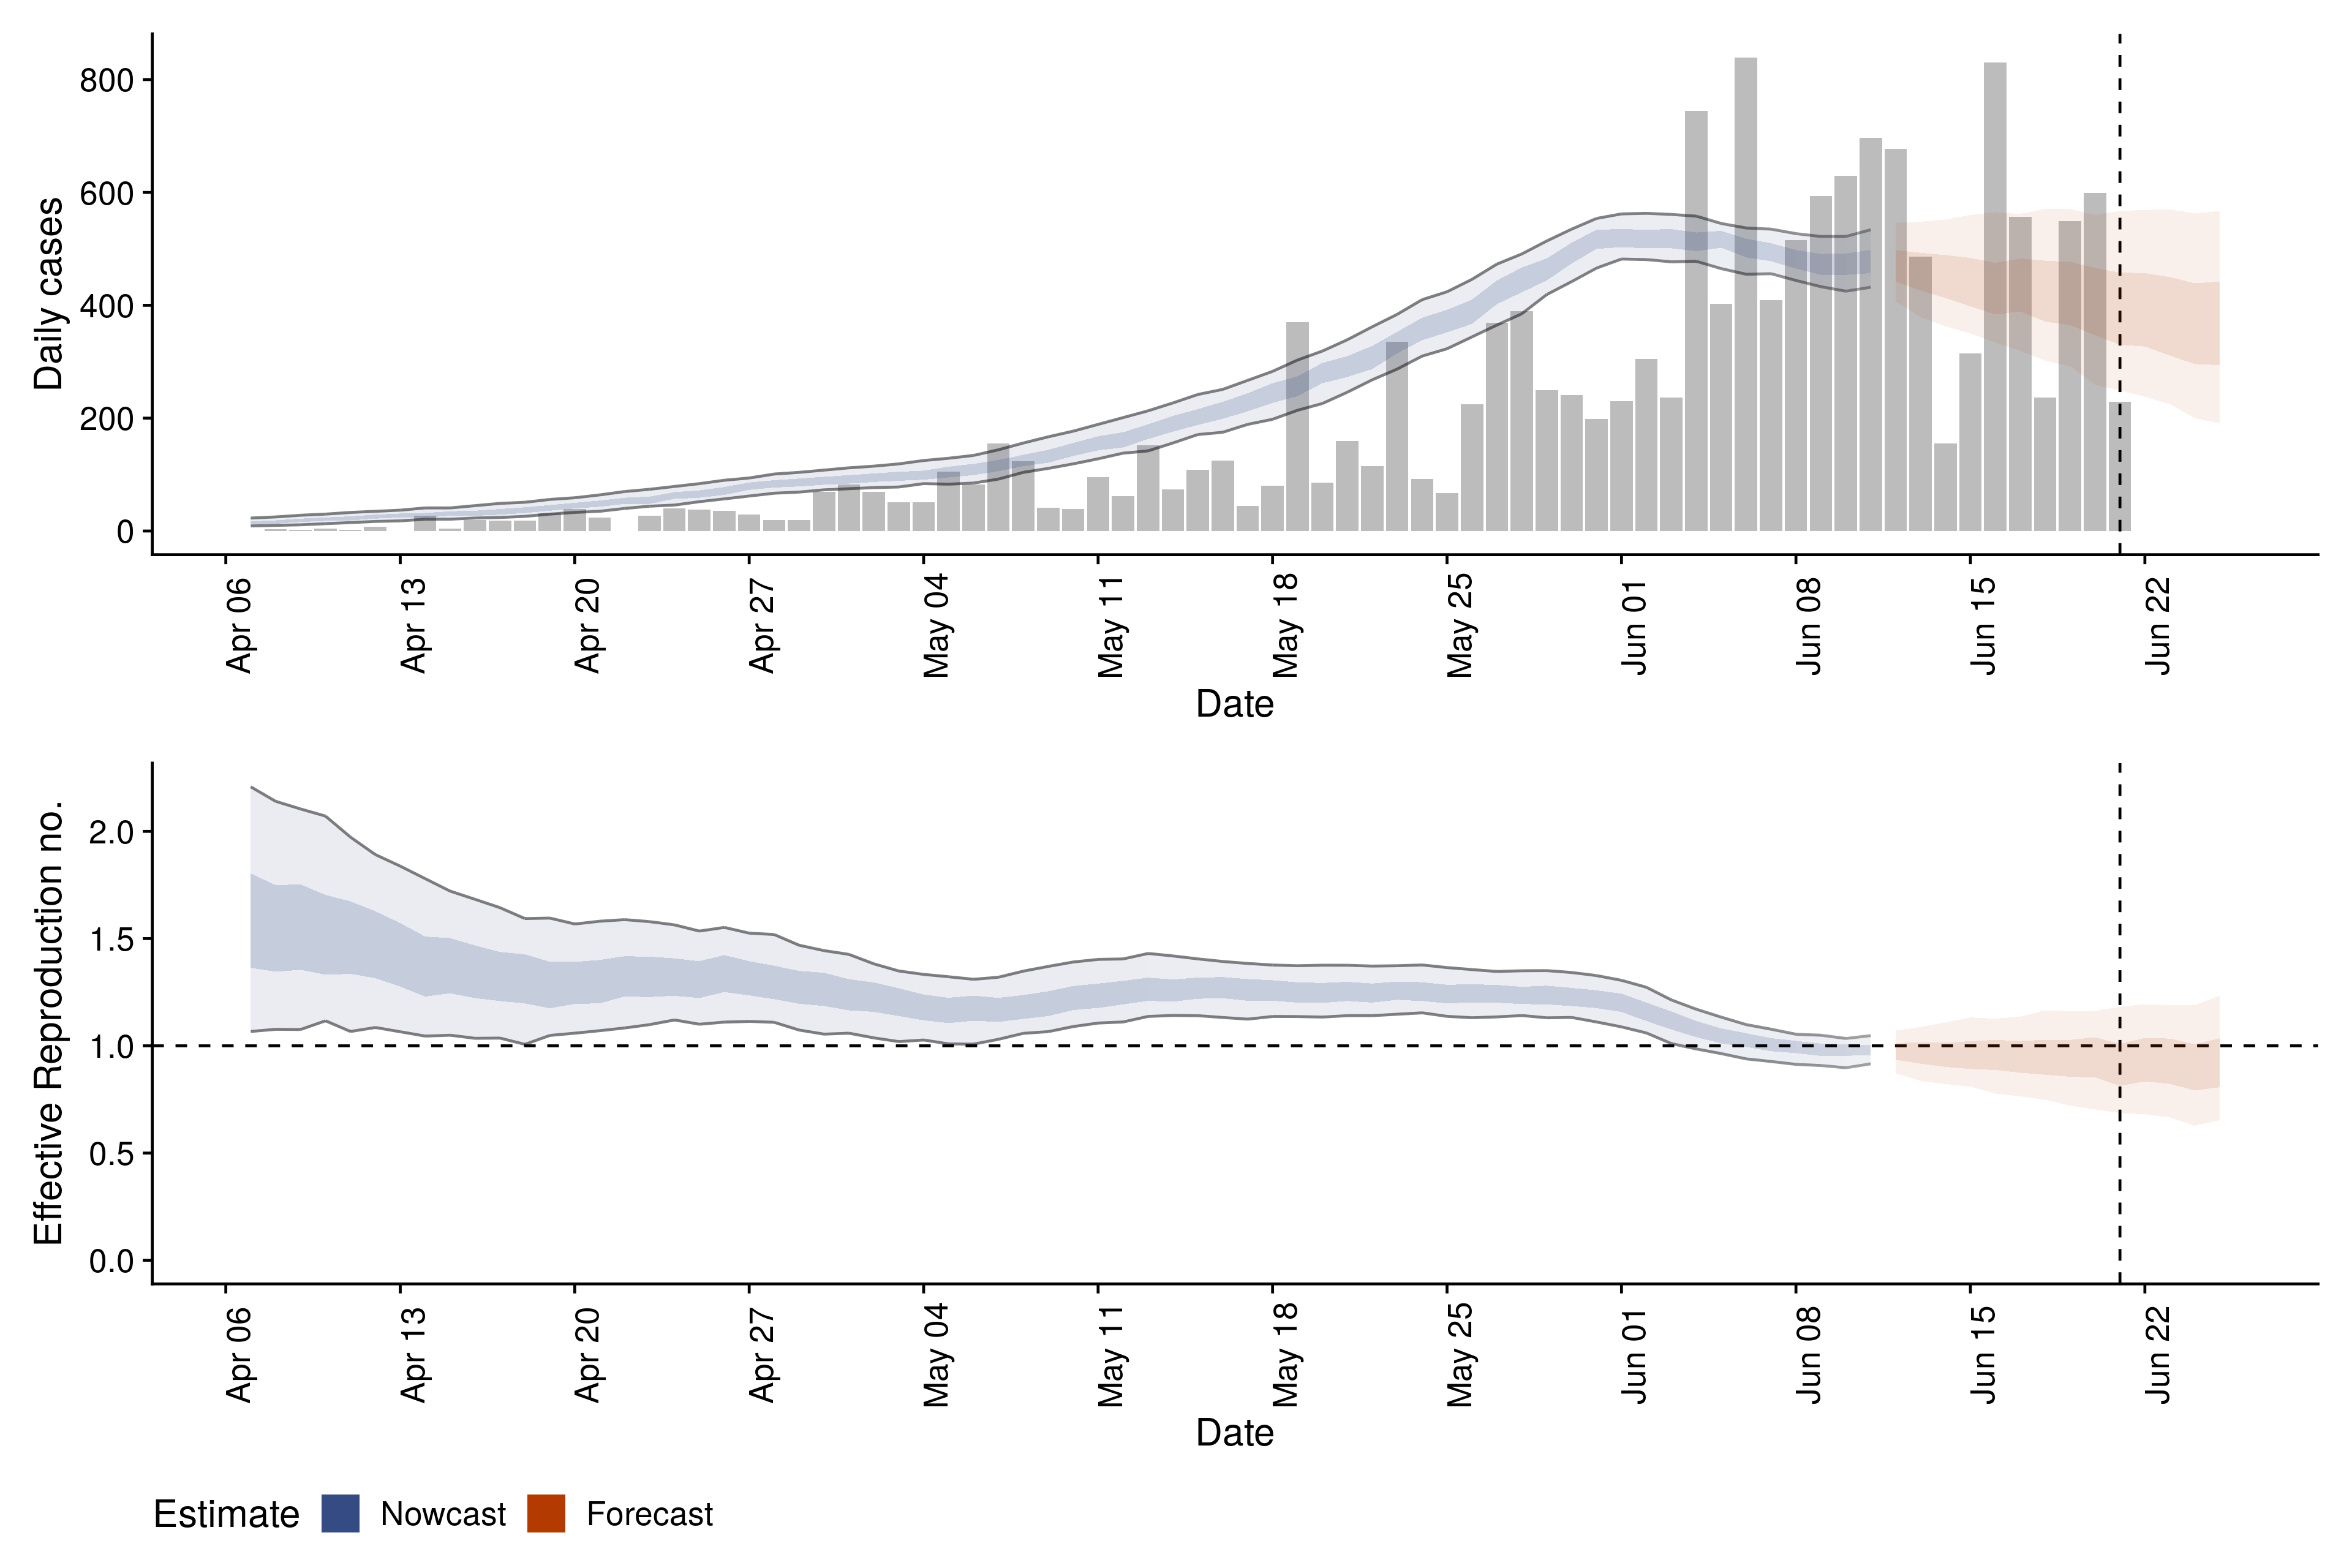 Daily cases
800
600
400
200
0
Apr 06
Apr 13
Apr 20
Apr 27
May 04
May 11
May 18
May 25
Jun 01
Jun 08
Jun 15
Jun 22
Date
Effective Reproduction no.
2.0
1.5
1.0
0.5
0.0
Apr 06
Apr 13
Apr 20
Apr 27
May 04
May 11
May 18
May 25
Jun 01
Jun 08
Jun 15
Jun 22
Date
Estimate Nowcast Forecast